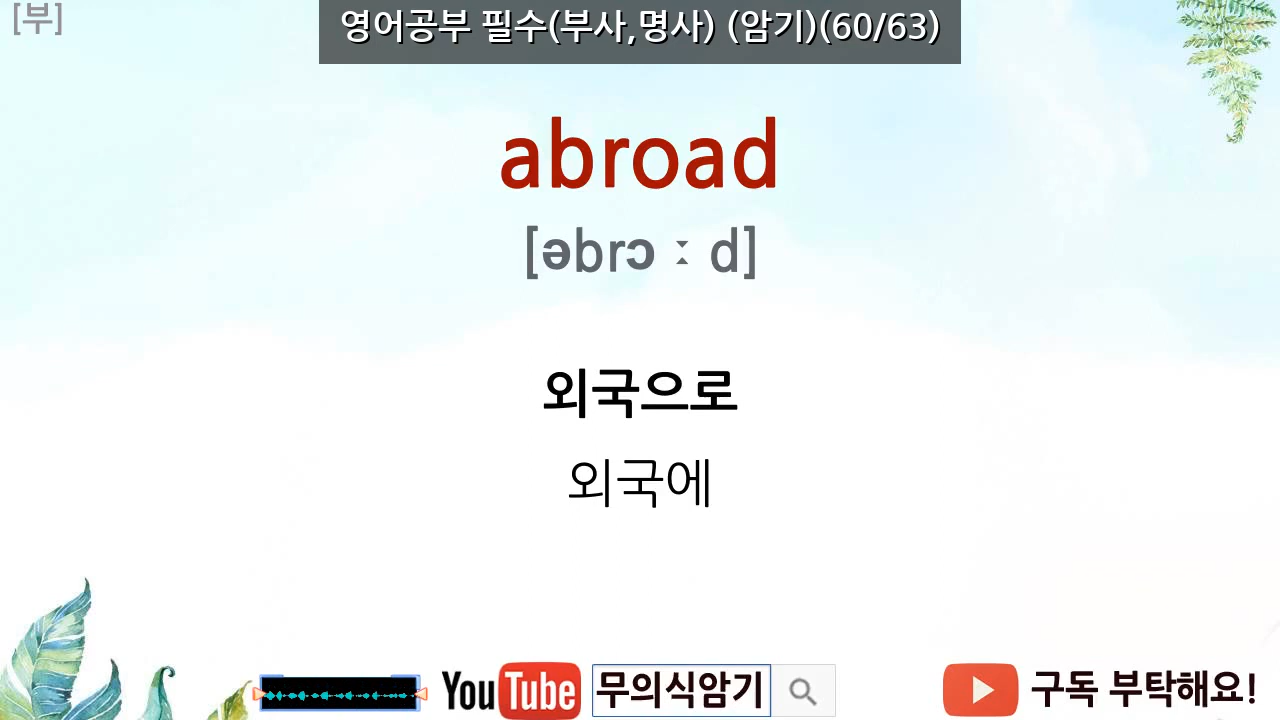 [부]
영어공부 필수(부사,명사) (암기)(60/63)
abroad
[əbrɔːd]
외국으로
외국에
YouTube 무의식암기
구독 부탁해요!